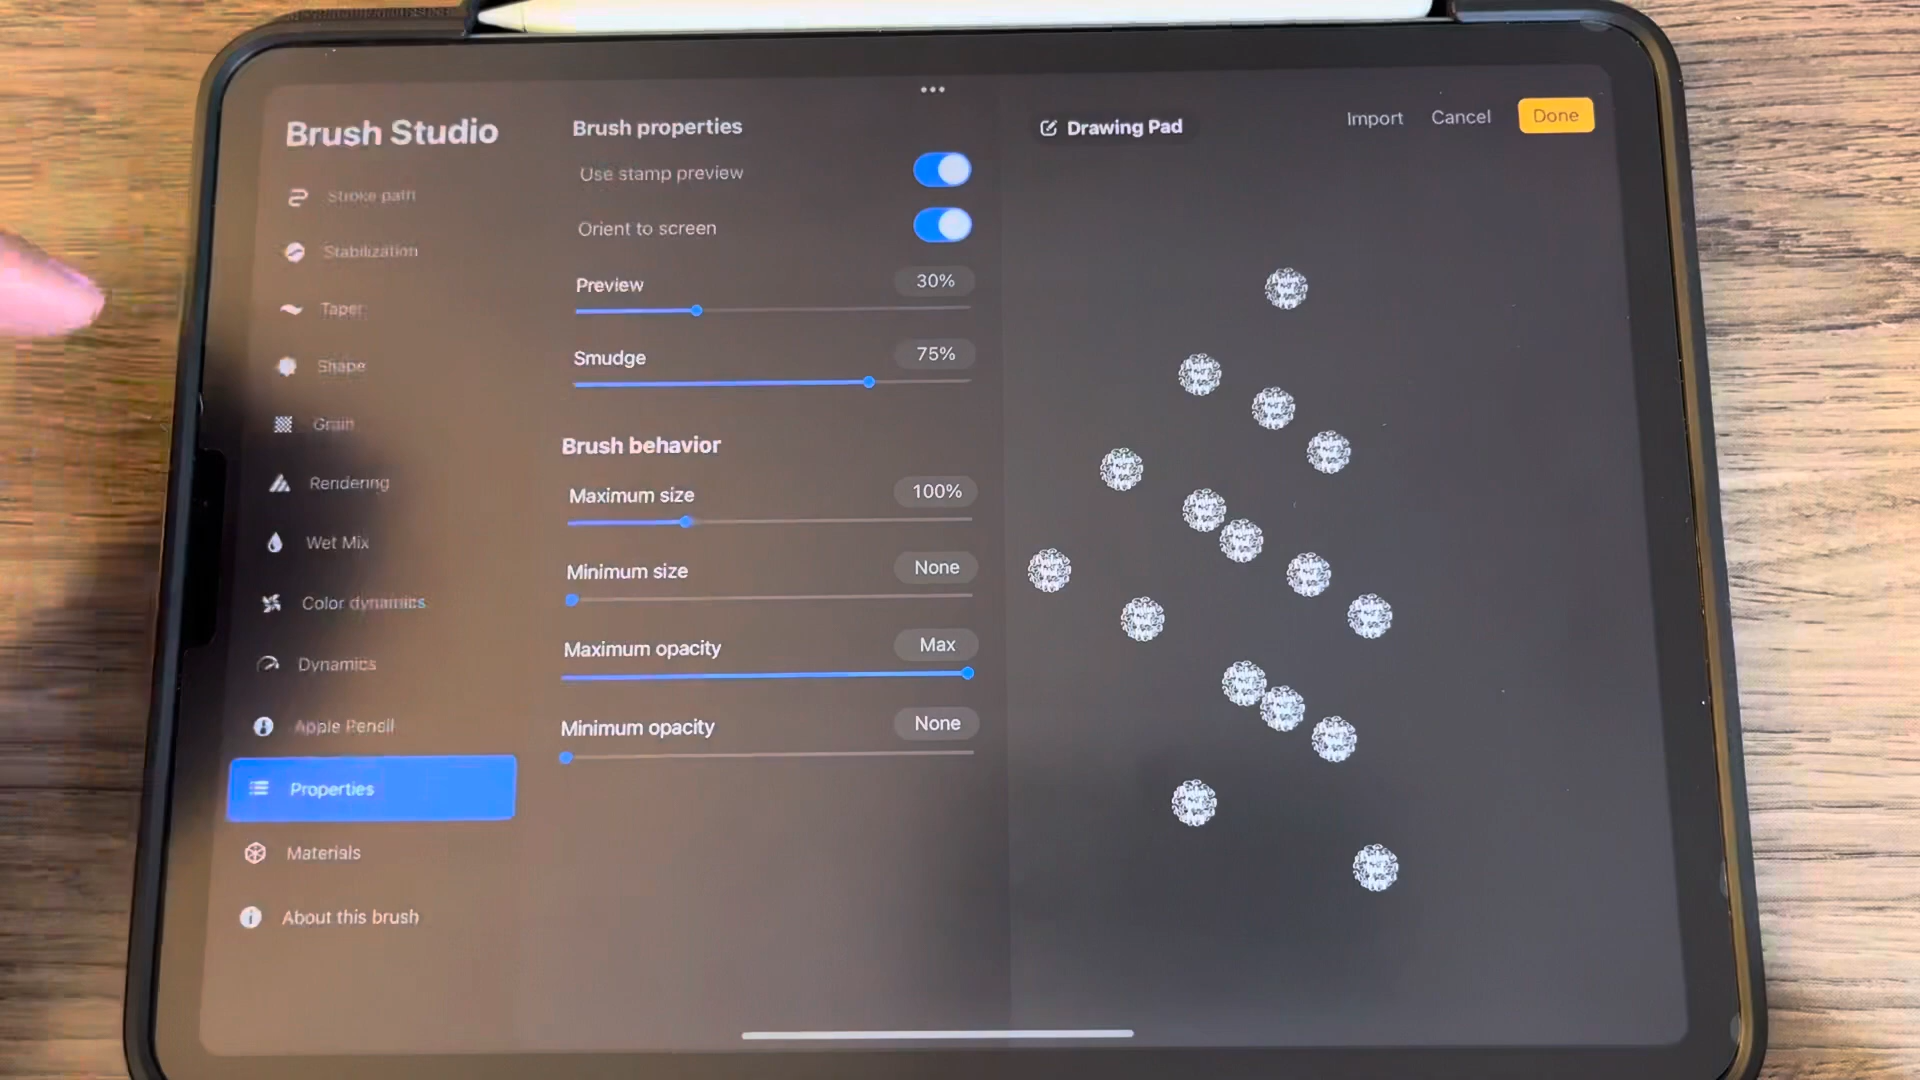 Brush Studio
Stroke path
Stabilization
Taper
Shape
Grain
Rendering
Wet Mix
Color dynamics
Dynamics
Apple Pencil
Properties
Materials
About this brush
Brush properties
Use stamp preview
Orient to screen
Preview 30%
Smudge 75%
Brush behavior
Maximum size 100%
Minimum size None
Maximum opacity Max
Minimum opacity None
Drawing Pad
Import Cancel Done